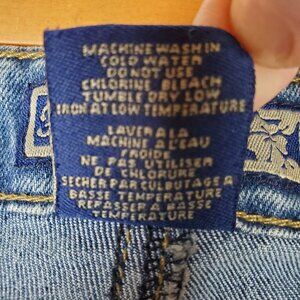 MACHINE WASH IN
COLD WATER
DO NOT USE
CHLORINE BLEACH
TUMBLE DRY LOW
IRON AT LOW TEMPERATURE
LAVER A LA
MACHINE A L'EAU
FROIDE
NE PAS UTILISER
DE CHLORURE
SECHER PAR CULBUTAGE A
BASSE TEMPERATURE
REPASSER A BASSE
TEMPERATURE